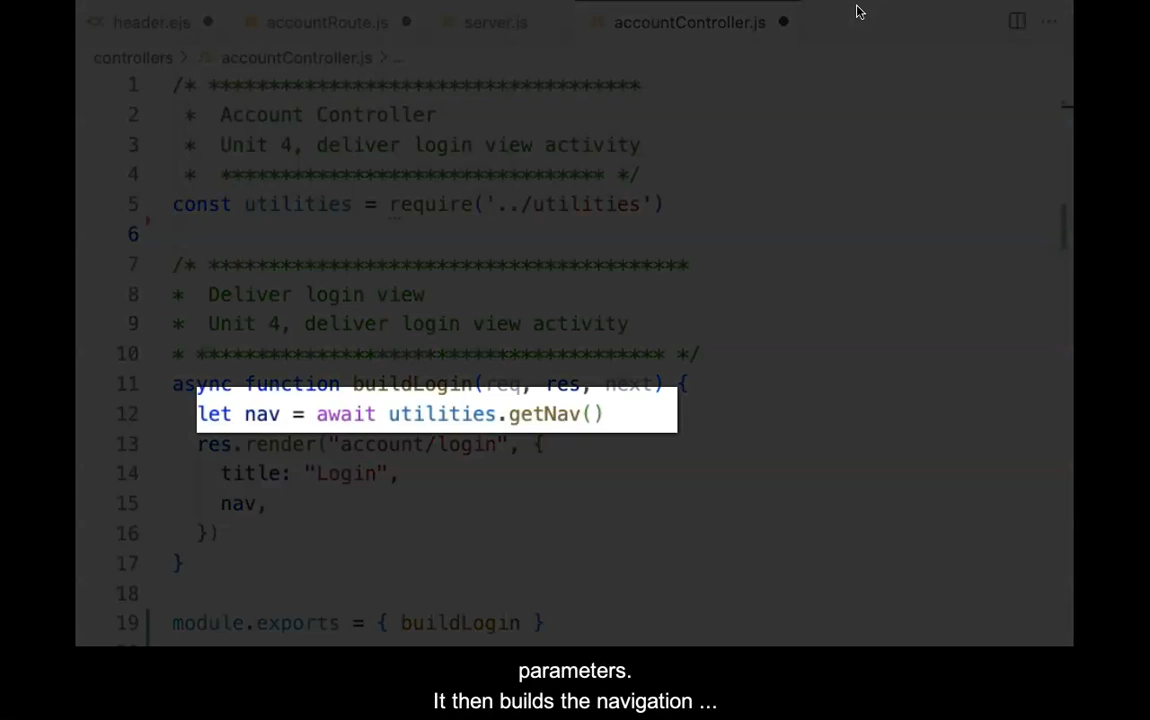 header.ejs accountRoute.js server.js accountController.js
controllers > accountController.js > ...
1 /* ************************************
2 * Account Controller
3 * Unit 4, deliver login view activity
4 * ******************************** */
5 const utilities = require('../utilities')
6
7 /* ****************************************
8 * Deliver login view
9 * Unit 4, deliver login view activity
10 * *************************************** */
11 async function buildLogin(req, res, next) {
12 let nav = await utilities.getNav()
13 res.render("account/login", {
14 title: "Login",
15 nav,
16 })
17 }
18
19 module.exports = { buildLogin }
parameters.
It then builds the navigation ...